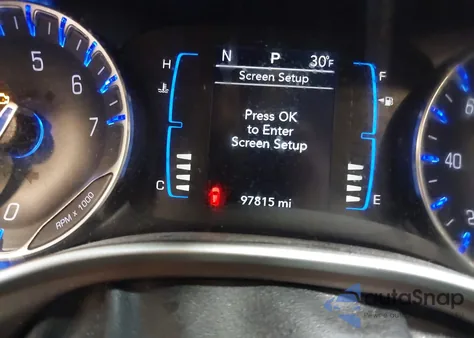 N P 30°F
H Screen Setup F
5
6
7
Press OK
to Enter
Screen Setup
C E
97815 mi
0
RPM x 1000
40
20
autoSnap